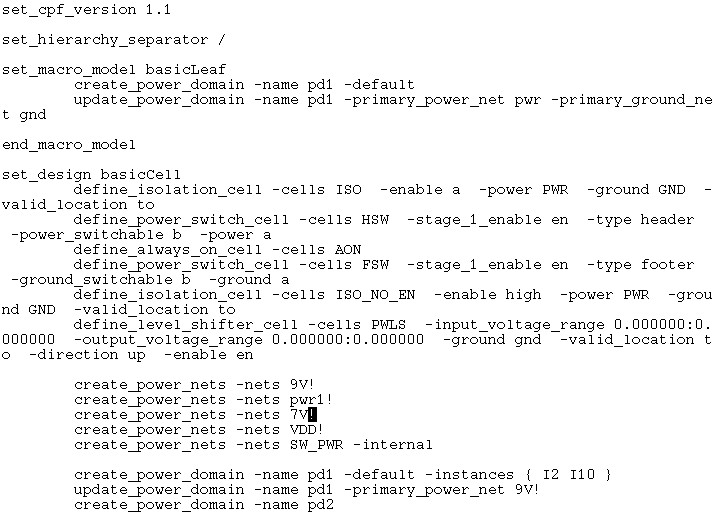 set_cpf_version 1.1
set_hierarchy_separator /
set_macro_model basicLeaf
create_power_domain -name pd1 -default
update_power_domain -name pd1 -primary_power_net pwr -primary_ground_ne
t gnd
end_macro_model
set_design basicCell
define_isolation_cell -cells ISO  -enable a  -power PWR  -ground GND  -
valid_location to
define_power_switch_cell -cells HSW  -stage_1_enable en  -type header
-power_switchable b  -power a
define_always_on_cell -cells AON
define_power_switch_cell -cells FSW  -stage_1_enable en  -type footer
-ground_switchable b  -ground a
define_isolation_cell -cells ISO_NO_EN  -enable high  -power PWR  -grou
nd GND  -valid_location to
define_level_shifter_cell -cells PWLS  -input_voltage_range 0.000000:0.
000000  -output_voltage_range 0.000000:0.000000  -ground gnd  -valid_location t
o  -direction up  -enable en
create_power_nets -nets 9V!
create_power_nets -nets pwr1!
create_power_nets -nets 7V!
create_power_nets -nets VDD!
create_power_nets -nets SW_PWR -internal
create_power_domain -name pd1 -default -instances { I2 I10 }
update_power_domain -name pd1 -primary_power_net 9V!
create_power_domain -name pd2